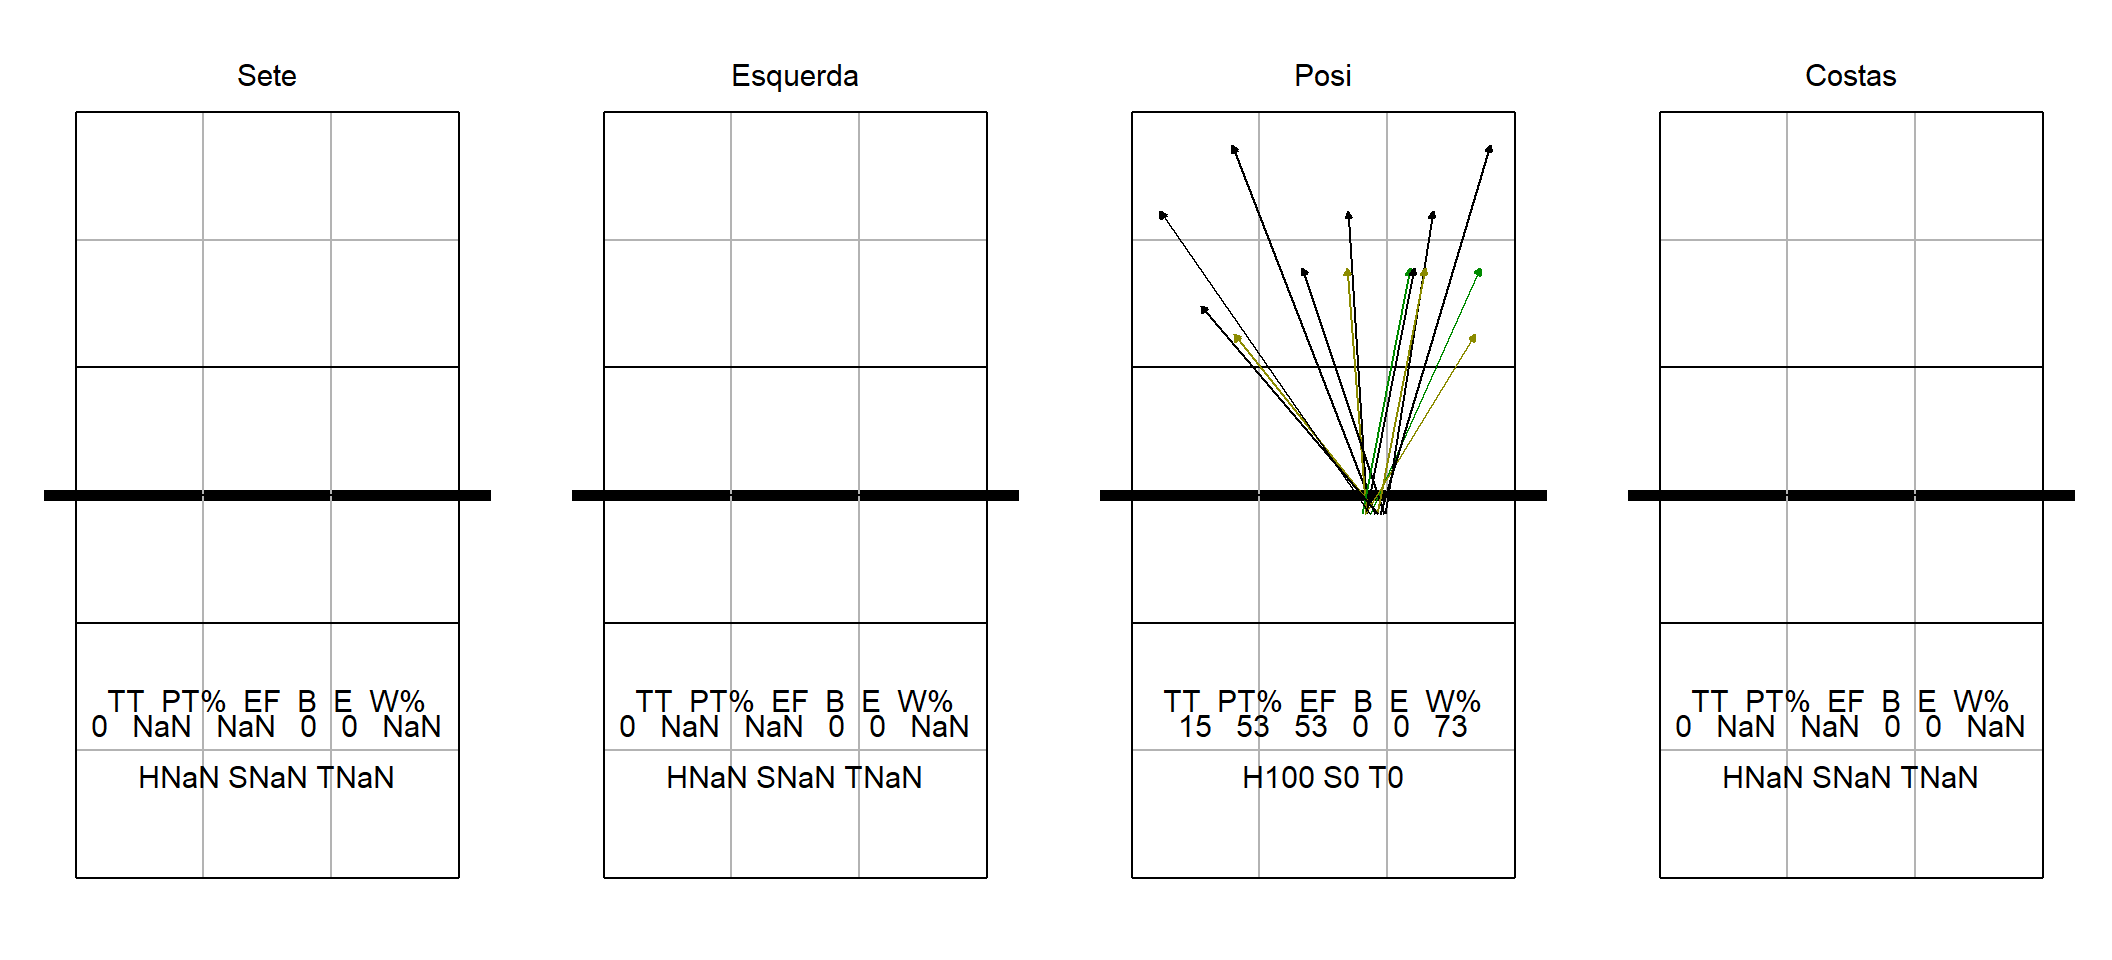 Sete
TT PT% EF B E W%
0 NaN NaN 0 0 NaN
HNaN SNaN TNaN
Esquerda
TT PT% EF B E W%
0 NaN NaN 0 0 NaN
HNaN SNaN TNaN
Posi
TT PT% EF B E W%
15 53 53 0 0 73
H100 S0 T0
Costas
TT PT% EF B E W%
0 NaN NaN 0 0 NaN
HNaN SNaN TNaN